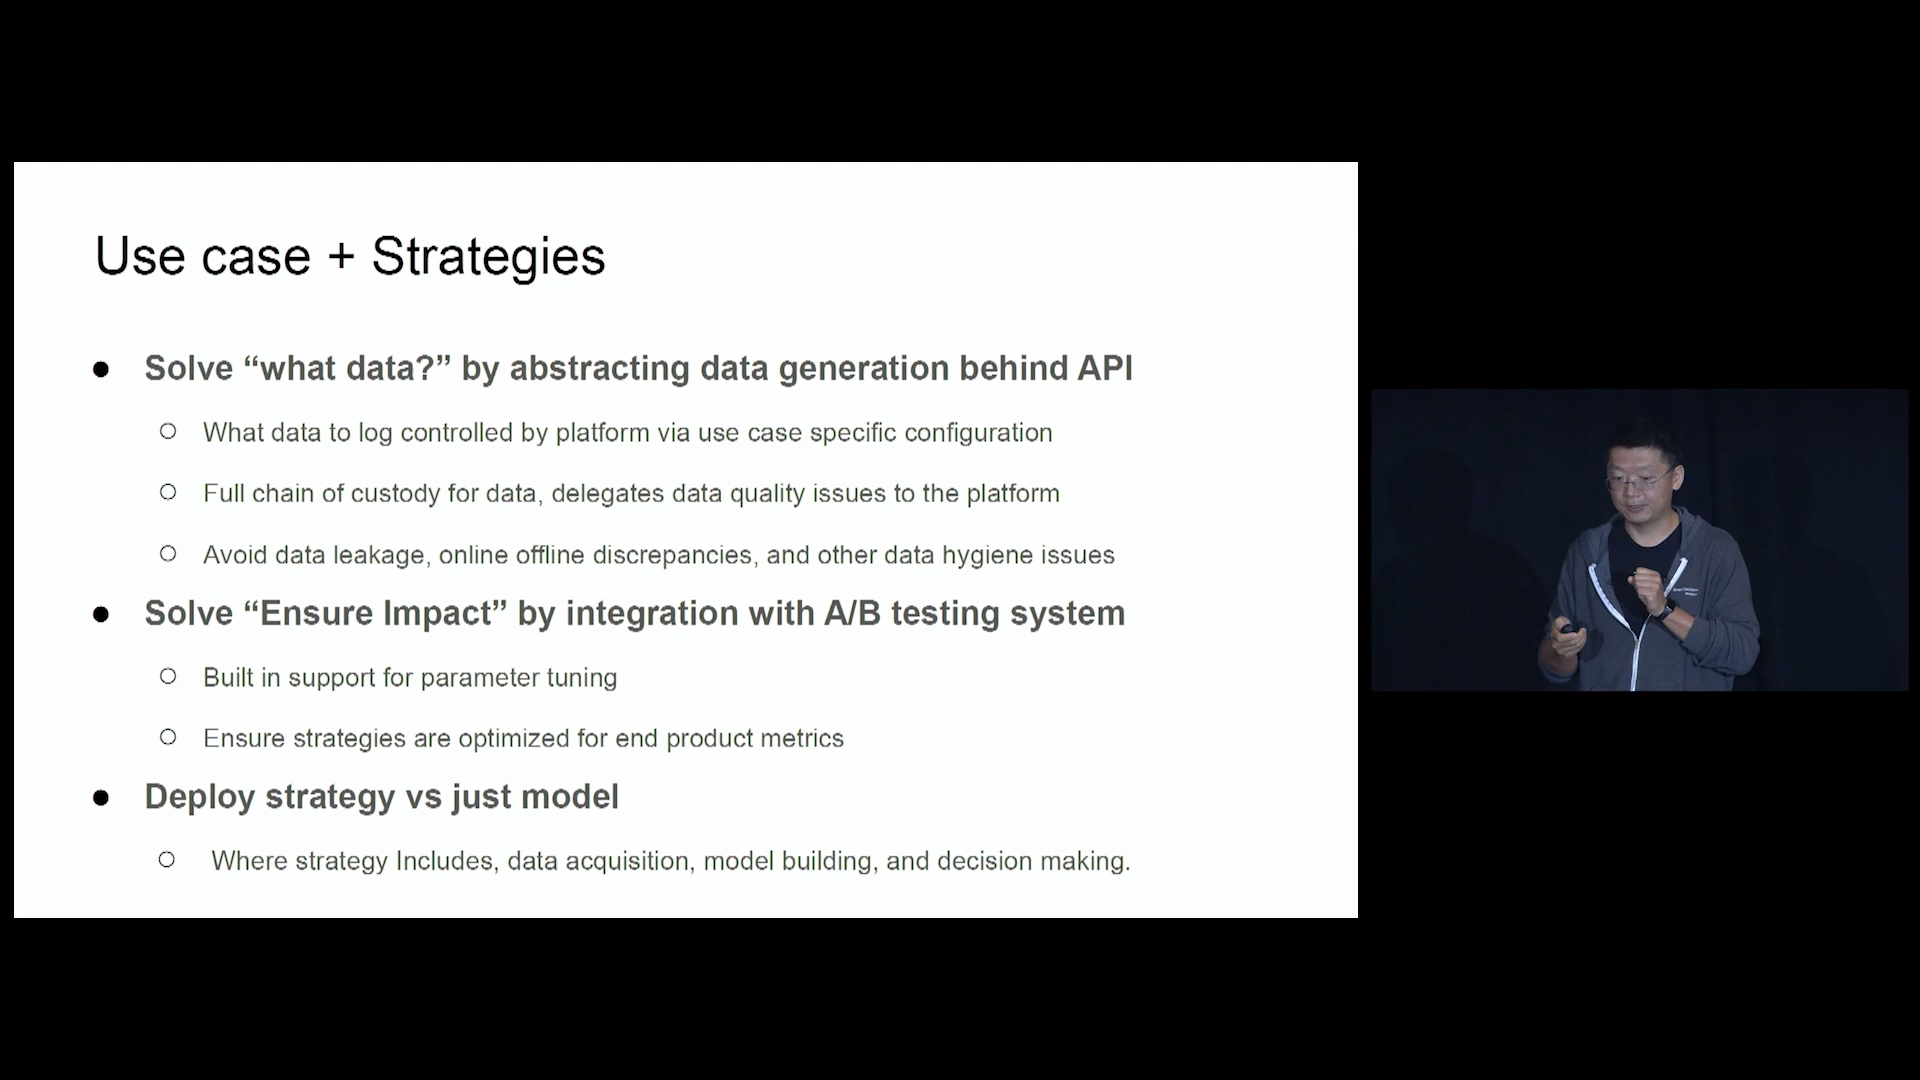 Use case + Strategies
● Solve “what data?” by abstracting data generation behind API
○ What data to log controlled by platform via use case specific configuration
○ Full chain of custody for data, delegates data quality issues to the platform
○ Avoid data leakage, online offline discrepancies, and other data hygiene issues
● Solve “Ensure Impact” by integration with A/B testing system
○ Built in support for parameter tuning
○ Ensure strategies are optimized for end product metrics
● Deploy strategy vs just model
○ Where strategy Includes, data acquisition, model building, and decision making.